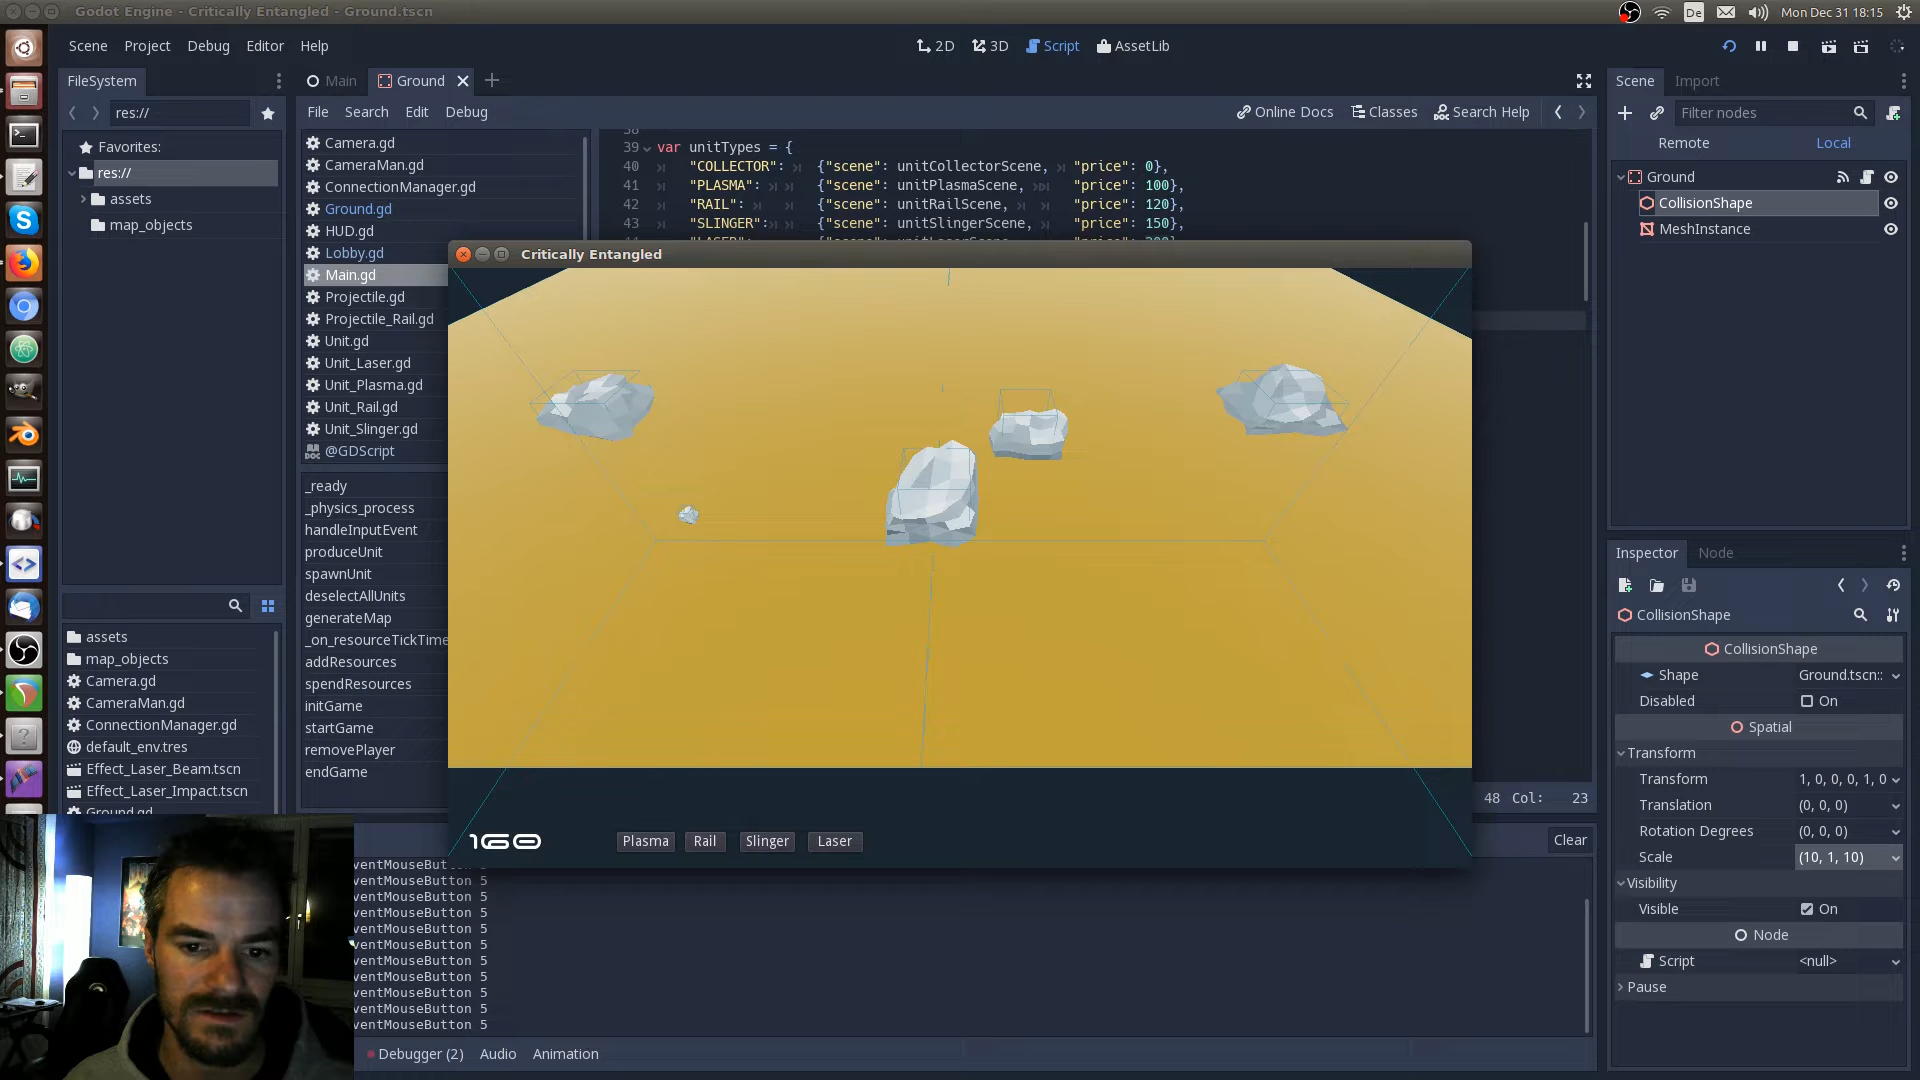 Godot Engine - Critically Entangled - Ground.tscn
De
Mon Dec 31 18:15
Scene
Project
Debug
Editor
Help
2D
3D
Script
AssetLib
FileSystem
Main
Ground
Scene
Import
res://
File
Search
Edit
Debug
Online Docs
Classes
Search Help
Filter nodes
Favorites:
res://
assets
map_objects
Camera.gd
CameraMan.gd
ConnectionManager.gd
Ground.gd
HUD.gd
Lobby.gd
Main.gd
Projectile.gd
Projectile_Rail.gd
Unit.gd
Unit_Laser.gd
Unit_Plasma.gd
Unit_Rail.gd
Unit_Slinger.gd
@GDScript
38
39 var unitTypes = {
40 "COLLECTOR": {"scene": unitCollectorScene, "price": 0},
41 "PLASMA": {"scene": unitPlasmaScene, "price": 100},
42 "RAIL": {"scene": unitRailScene, "price": 120},
43 "SLINGER": {"scene": unitSlingerScene, "price": 150},
Remote
Local
Ground
CollisionShape
MeshInstance
Critically Entangled
_ready
_physics_process
handleInputEvent
produceUnit
spawnUnit
deselectAllUnits
generateMap
_on_resourceTickTime
addResources
spendResources
initGame
startGame
removePlayer
endGame
assets
map_objects
Camera.gd
CameraMan.gd
ConnectionManager.gd
default_env.tres
Effect_Laser_Beam.tscn
Effect_Laser_Impact.tscn
Ground.gd
160
Plasma
Rail
Slinger
Laser
48 Col: 23
Clear
ventMouseBut
ventMouseButton 5
ventMouseButton 5
ventMouseButton 5
ventMouseButton 5
ventMouseButton 5
ventMouseButton 5
ventMouseButton 5
ventMouseButton 5
ventMouseButton 5
ventMouseButton 5
Debugger (2)
Audio
Animation
Inspector
Node
CollisionShape
CollisionShape
Shape
Ground.tscn::
Disabled
On
Spatial
Transform
Transform
1, 0, 0, 0, 1, 0
Translation
(0, 0, 0)
Rotation Degrees
(0, 0, 0)
Scale
(10, 1, 10)
Visibility
Visible
On
Node
Script
<null>
Pause